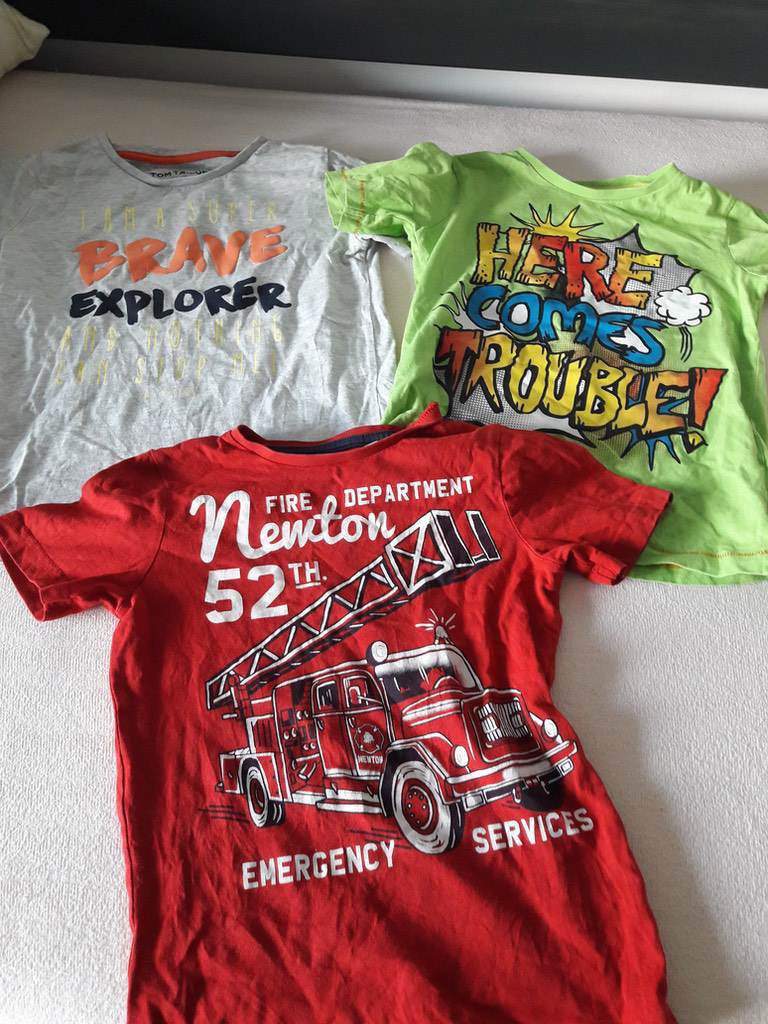 TOM TAILOR
I AM A SUPER
BRAVE
EXPLORER
AND NOTHING
CAN STOP ME!
HERE
COMES
TROUBLE!
FIRE DEPARTMENT
Newton
52TH.
NEWTON
EMERGENCY SERVICES